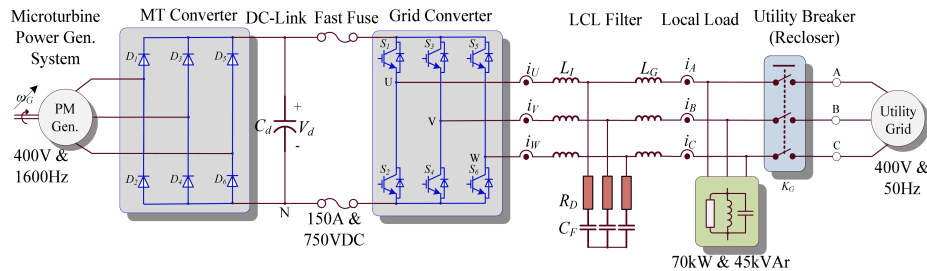 Microturbine
Power Gen.
System
MT Converter
DC-Link
Fast Fuse
Grid Converter
LCL Filter
Local Load
Utility Breaker
(Recloser)
D1
D3
D5
S1
S3
S5
U
iU
LI
LG
iA
A
ωG
PM
Gen.
Cd
+
Vd
-
V
iV
iB
B
Utility
Grid
W
iW
iC
C
400V &
1600Hz
D2
D4
D6
S2
S4
S6
RD
CF
KG
400V &
50Hz
N
150A &
750VDC
70kW & 45kVAr